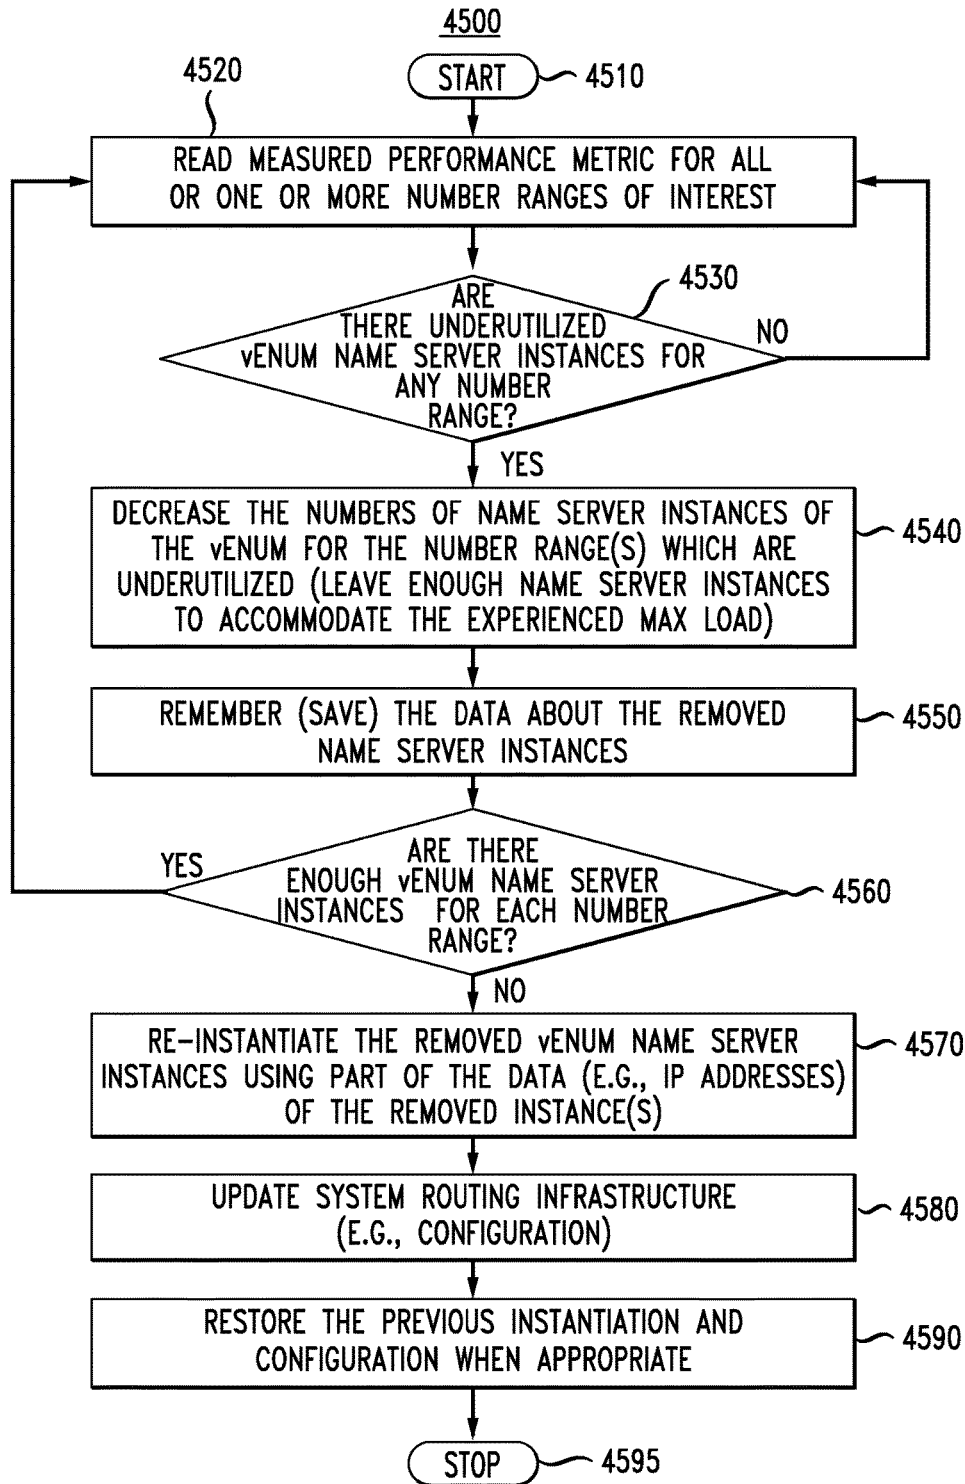 4500
START
4510
4520
READ MEASURED PERFORMANCE METRIC FOR ALL
OR ONE OR MORE NUMBER RANGES OF INTEREST
4530
ARE
THERE UNDERUTILIZED
vENUM NAME SERVER INSTANCES FOR
ANY NUMBER
RANGE?
NO
YES
DECREASE THE NUMBERS OF NAME SERVER INSTANCES OF
THE vENUM FOR THE NUMBER RANGE(S) WHICH ARE
UNDERUTILIZED (LEAVE ENOUGH NAME SERVER INSTANCES
TO ACCOMMODATE THE EXPERIENCED MAX LOAD)
4540
REMEMBER (SAVE) THE DATA ABOUT THE REMOVED
NAME SERVER INSTANCES
4550
YES
ARE THERE
ENOUGH vENUM NAME SERVER
INSTANCES FOR EACH NUMBER
RANGE?
4560
NO
RE-INSTANTIATE THE REMOVED vENUM NAME SERVER
INSTANCES USING PART OF THE DATA (E.G., IP ADDRESSES)
OF THE REMOVED INSTANCE(S)
4570
UPDATE SYSTEM ROUTING INFRASTRUCTURE
(E.G., CONFIGURATION)
4580
RESTORE THE PREVIOUS INSTANTIATION AND
CONFIGURATION WHEN APPROPRIATE
4590
STOP
4595